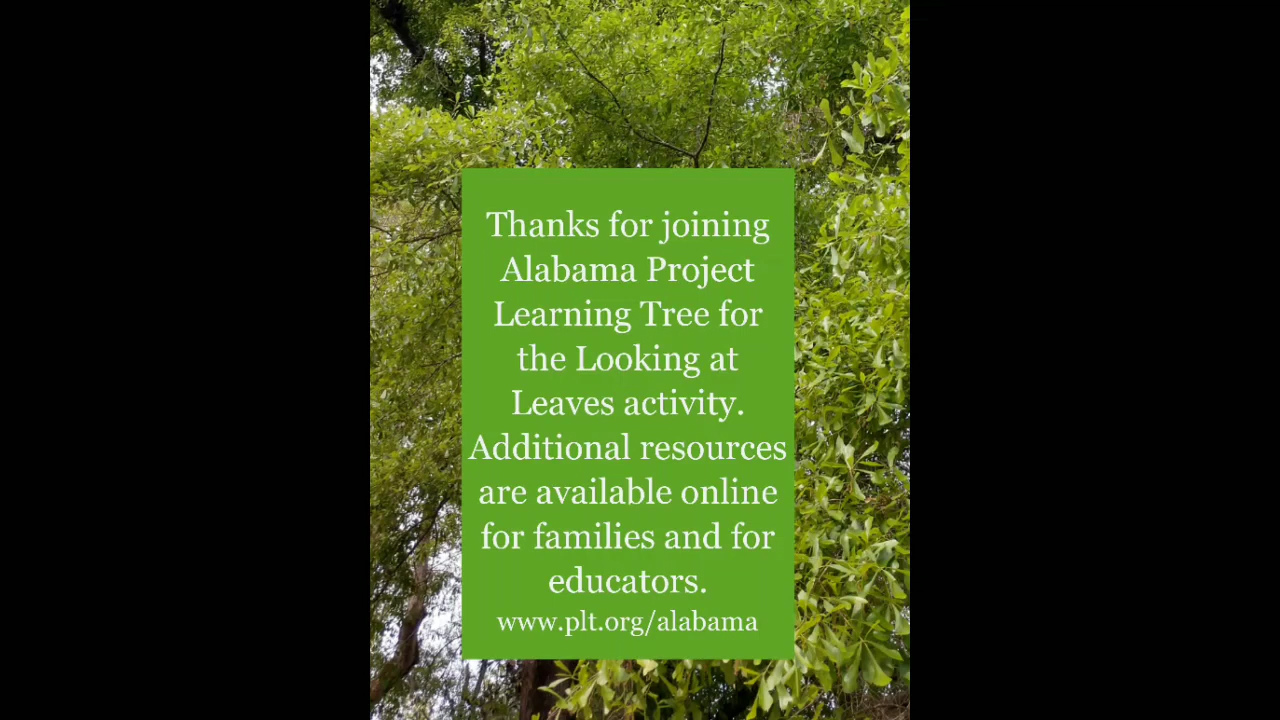 Thanks for joining
Alabama Project
Learning Tree for
the Looking at
Leaves activity.
Additional resources
are available online
for families and for
educators.
www.plt.org/alabama